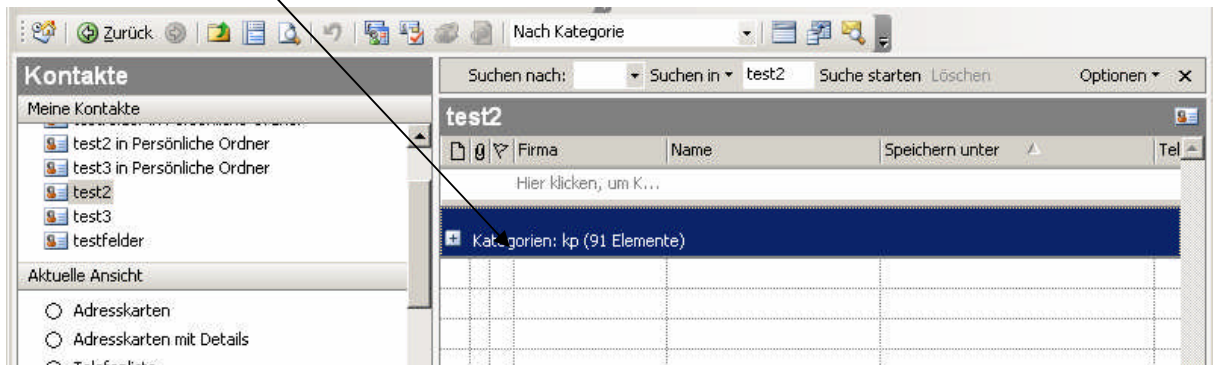 Zurück Nach Kategorie
Kontakte
Suchen nach: Suchen in test2 Suche starten Löschen Optionen
Meine Kontakte
test2
test2 in Persönliche Ordner
test3 in Persönliche Ordner
test2
test3
testfelder
Firma Name Speichern unter Tel
Hier klicken, um K...
Kategorien: kp (91 Elemente)
Aktuelle Ansicht
Adresskarten
Adresskarten mit Details